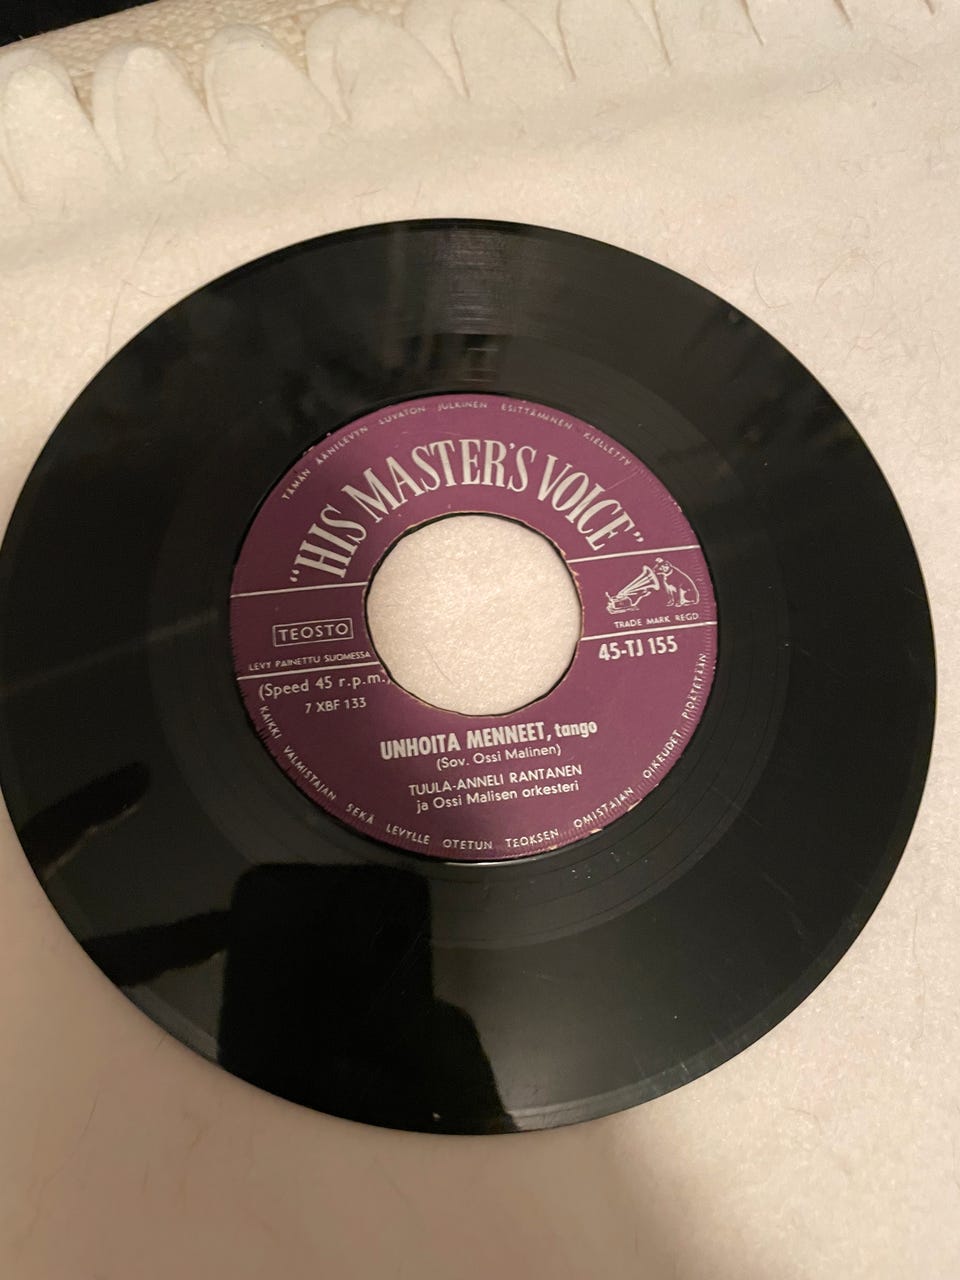 TÄMÄN ÄÄNILEVYN LUVATON JULKINEN ESITTÄMINEN KIELLETTY
"HIS MASTER'S VOICE"
TEOSTO
TRADE MARK REGD
LEVY PAINETTU SUOMESSA
45-TJ 155
(Speed 45 r.p.m.)
7 XBF 133
UNHOITA MENNEET, tango
(Sov. Ossi Malinen)
TUULA-ANNELI RANTANEN
ja Ossi Malisen orkesteri
KAIKKI VALMISTAJAN SEKÄ LEVYLLE OTETUN TEOKSEN OMISTAJAN OIKEUDET PIDÄTETÄÄN